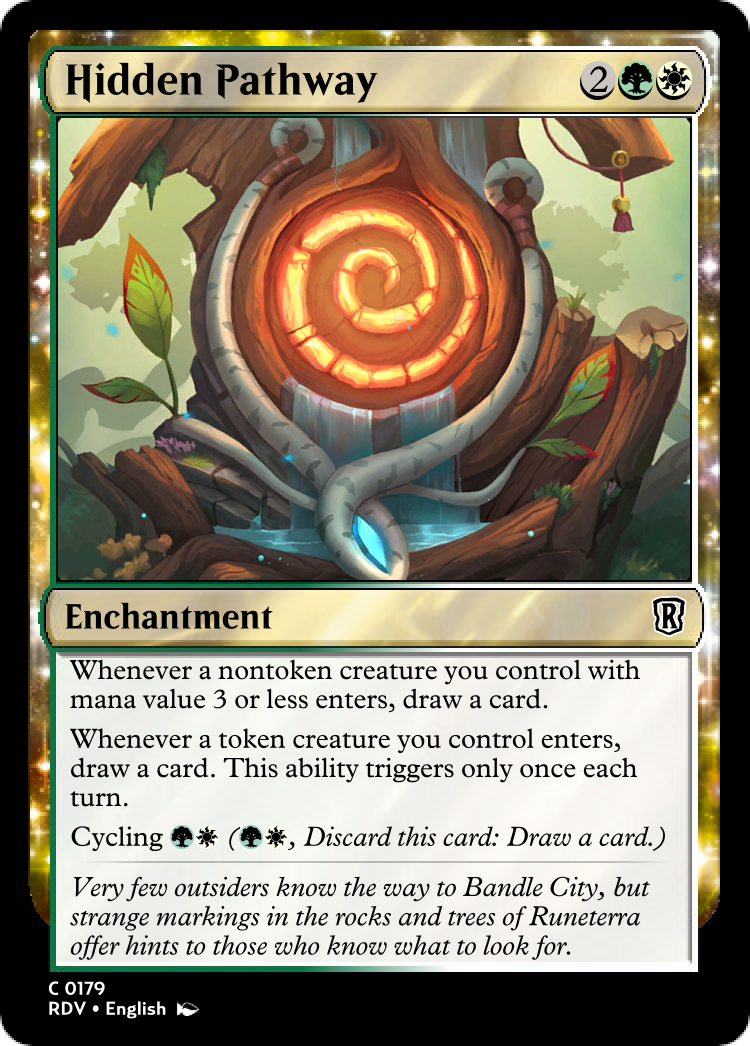 Hidden Pathway 2
Enchantment R
Whenever a nontoken creature you control with
mana value 3 or less enters, draw a card.
Whenever a token creature you control enters,
draw a card. This ability triggers only once each
turn.
Cycling (, Discard this card: Draw a card.)
Very few outsiders know the way to Bandle City, but
strange markings in the rocks and trees of Runeterra
offer hints to those who know what to look for.
C 0179
RDV • English